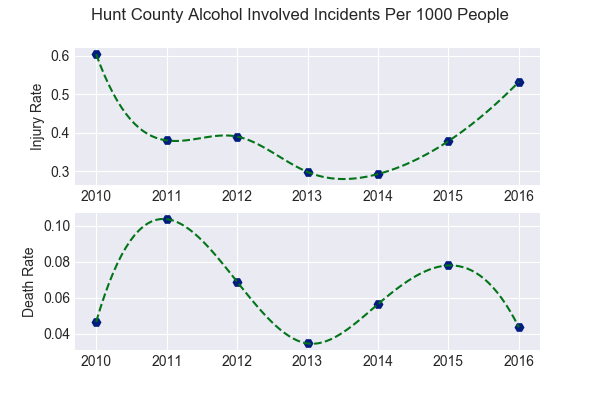 Hunt County Alcohol Involved Incidents Per 1000 People
Injury Rate
0.6
0.5
0.4
0.3
2010 2011 2012 2013 2014 2015 2016
Death Rate
0.10
0.08
0.06
0.04
2010 2011 2012 2013 2014 2015 2016